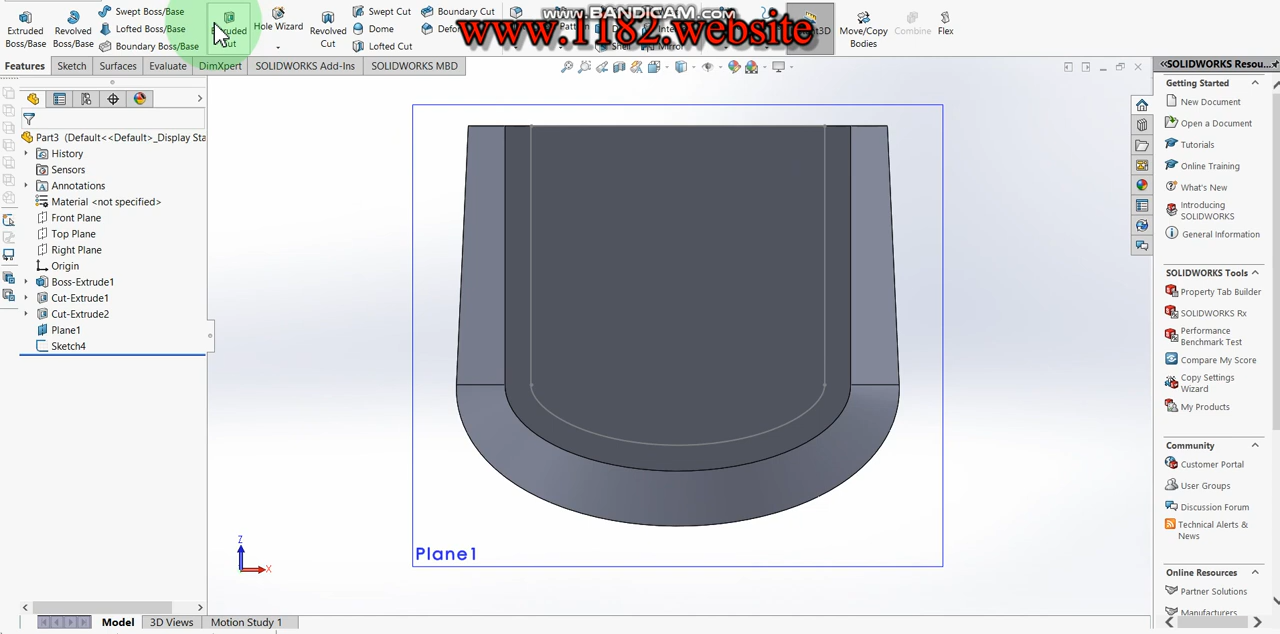 Extruded Boss/Base
Revolved Boss/Base
Swept Boss/Base
Lofted Boss/Base
Boundary Boss/Base
Extruded Cut
Hole Wizard
Revolved Cut
Swept Cut
Dome
Lofted Cut
Boundary Cut
www.BANDICAM.com
www.1182.website
Move/Copy Bodies
Combine
Flex
Features
Sketch
Surfaces
Evaluate
DimXpert
SOLIDWORKS Add-Ins
SOLIDWORKS MBD
Part3 (Default<<Default>_Display Sta
History
Sensors
Annotations
Material <not specified>
Front Plane
Top Plane
Right Plane
Origin
Boss-Extrude1
Cut-Extrude1
Cut-Extrude2
Plane1
Sketch4
Plane1
Z
X
Model
3D Views
Motion Study 1
SOLIDWORKS Resou...
Getting Started
New Document
Open a Document
Tutorials
Online Training
What's New
Introducing
SOLIDWORKS
General Information
SOLIDWORKS Tools
Property Tab Builder
SOLIDWORKS Rx
Performance
Benchmark Test
Compare My Score
Copy Settings
Wizard
My Products
Community
Customer Portal
User Groups
Discussion Forum
Technical Alerts &
News
Online Resources
Partner Solutions
Manufacturers